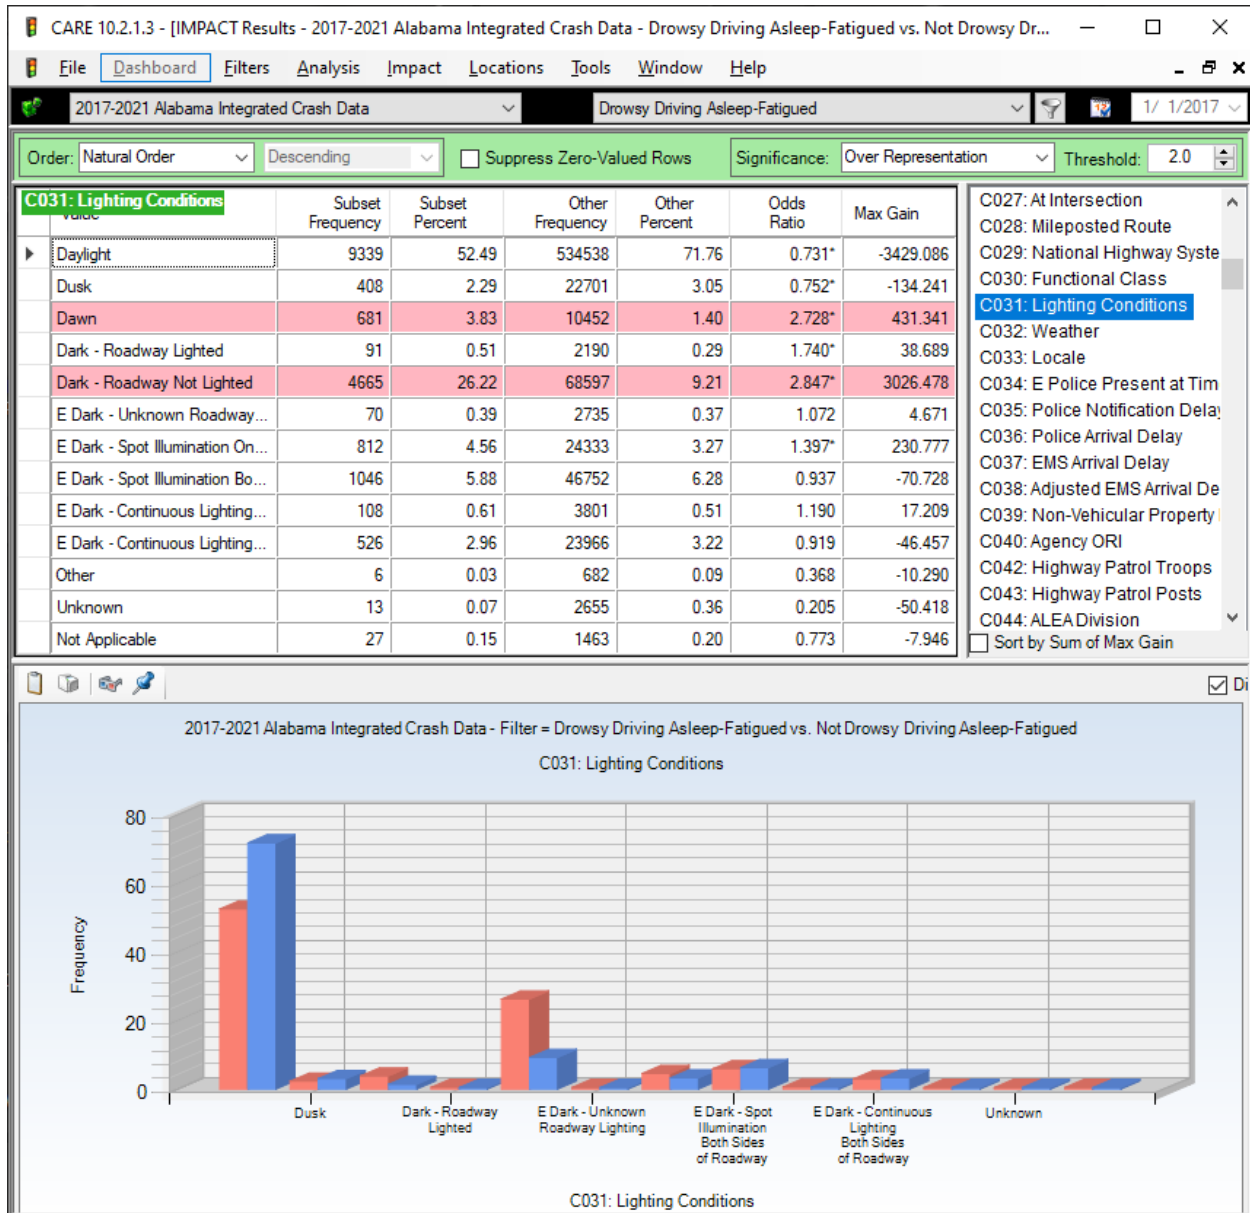 CARE 10.2.1.3 - [IMPACT Results - 2017-2021 Alabama Integrated Crash Data - Drowsy Driving Asleep-Fatigued vs. Not Drowsy Dr...
File Dashboard Filters Analysis Impact Locations Tools Window Help
2017-2021 Alabama Integrated Crash Data Drowsy Driving Asleep-Fatigued 1/ 1/2017
Order: Natural Order Descending Suppress Zero-Valued Rows Significance: Over Representation Threshold: 2.0
C031: Lighting Conditions
Subset Frequency Subset Percent Other Frequency Other Percent Odds Ratio Max Gain
Daylight 9339 52.49 534538 71.76 0.731* -3429.086
Dusk 408 2.29 22701 3.05 0.752* -134.241
Dawn 681 3.83 10452 1.40 2.728* 431.341
Dark - Roadway Lighted 91 0.51 2190 0.29 1.740* 38.689
Dark - Roadway Not Lighted 4665 26.22 68597 9.21 2.847* 3026.478
E Dark - Unknown Roadway... 70 0.39 2735 0.37 1.072 4.671
E Dark - Spot Illumination On... 812 4.56 24333 3.27 1.397* 230.777
E Dark - Spot Illumination Bo... 1046 5.88 46752 6.28 0.937 -70.728
E Dark - Continuous Lighting... 108 0.61 3801 0.51 1.190 17.209
E Dark - Continuous Lighting... 526 2.96 23966 3.22 0.919 -46.457
Other 6 0.03 682 0.09 0.368 -10.290
Unknown 13 0.07 2655 0.36 0.205 -50.418
Not Applicable 27 0.15 1463 0.20 0.773 -7.946
C027: At Intersection
C028: Mileposted Route
C029: National Highway Syste
C030: Functional Class
C031: Lighting Conditions
C032: Weather
C033: Locale
C034: E Police Present at Tim
C035: Police Notification Delay
C036: Police Arrival Delay
C037: EMS Arrival Delay
C038: Adjusted EMS Arrival De
C039: Non-Vehicular Property
C040: Agency ORI
C042: Highway Patrol Troops
C043: Highway Patrol Posts
C044: ALEA Division
Sort by Sum of Max Gain
Di
2017-2021 Alabama Integrated Crash Data - Filter = Drowsy Driving Asleep-Fatigued vs. Not Drowsy Driving Asleep-Fatigued
C031: Lighting Conditions
Frequency
80
60
40
20
0
Dusk
Dark - Roadway
Lighted
E Dark - Unknown
Roadway Lighting
E Dark - Spot
Illumination
Both Sides
of Roadway
E Dark - Continuous
Lighting
Both Sides
of Roadway
Unknown
C031: Lighting Conditions